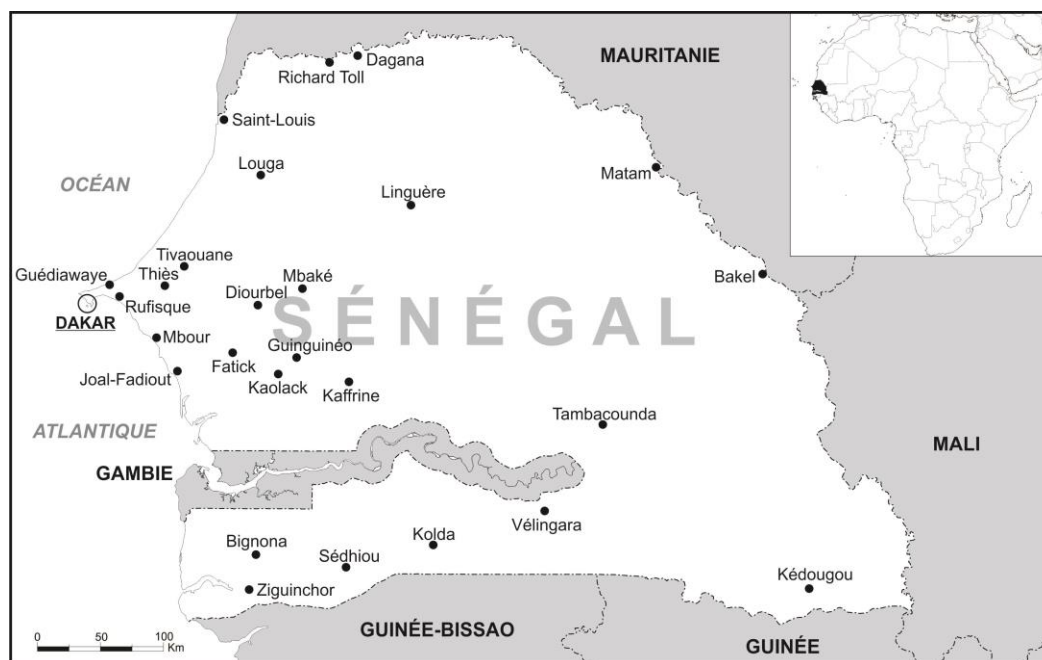 MAURITANIE
Dagana
Richard Toll
Saint-Louis
Louga
OCÉAN
Matam
Linguère
Tivaouane
Guédiawaye
Thiès
Mbaké
Bakel
Diourbel
Rufisque
SÉNÉGAL
DAKAR
Mbour
Guinguinéo
Fatick
Joal-Fadiout
Kaolack
Kaffrine
Tambacounda
ATLANTIQUE
MALI
GAMBIE
Vélingara
Kolda
Bignona
Sédhiou
Kédougou
Ziguinchor
GUINÉE-BISSAO
GUINÉE
0 25 50 100
Km